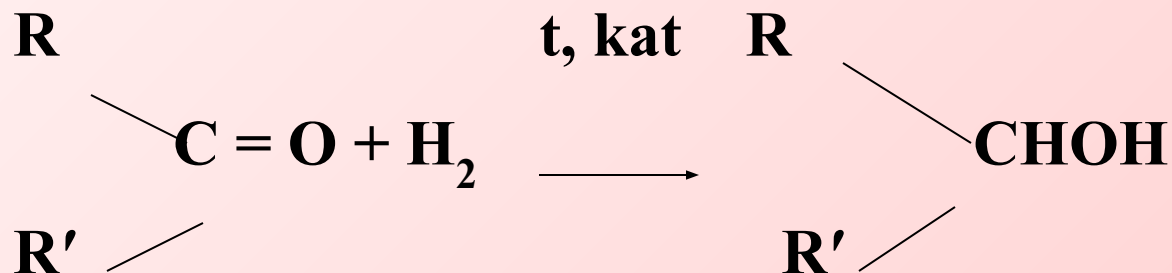 R t, kat R
C = O + H₂ CHOH
R′ R′